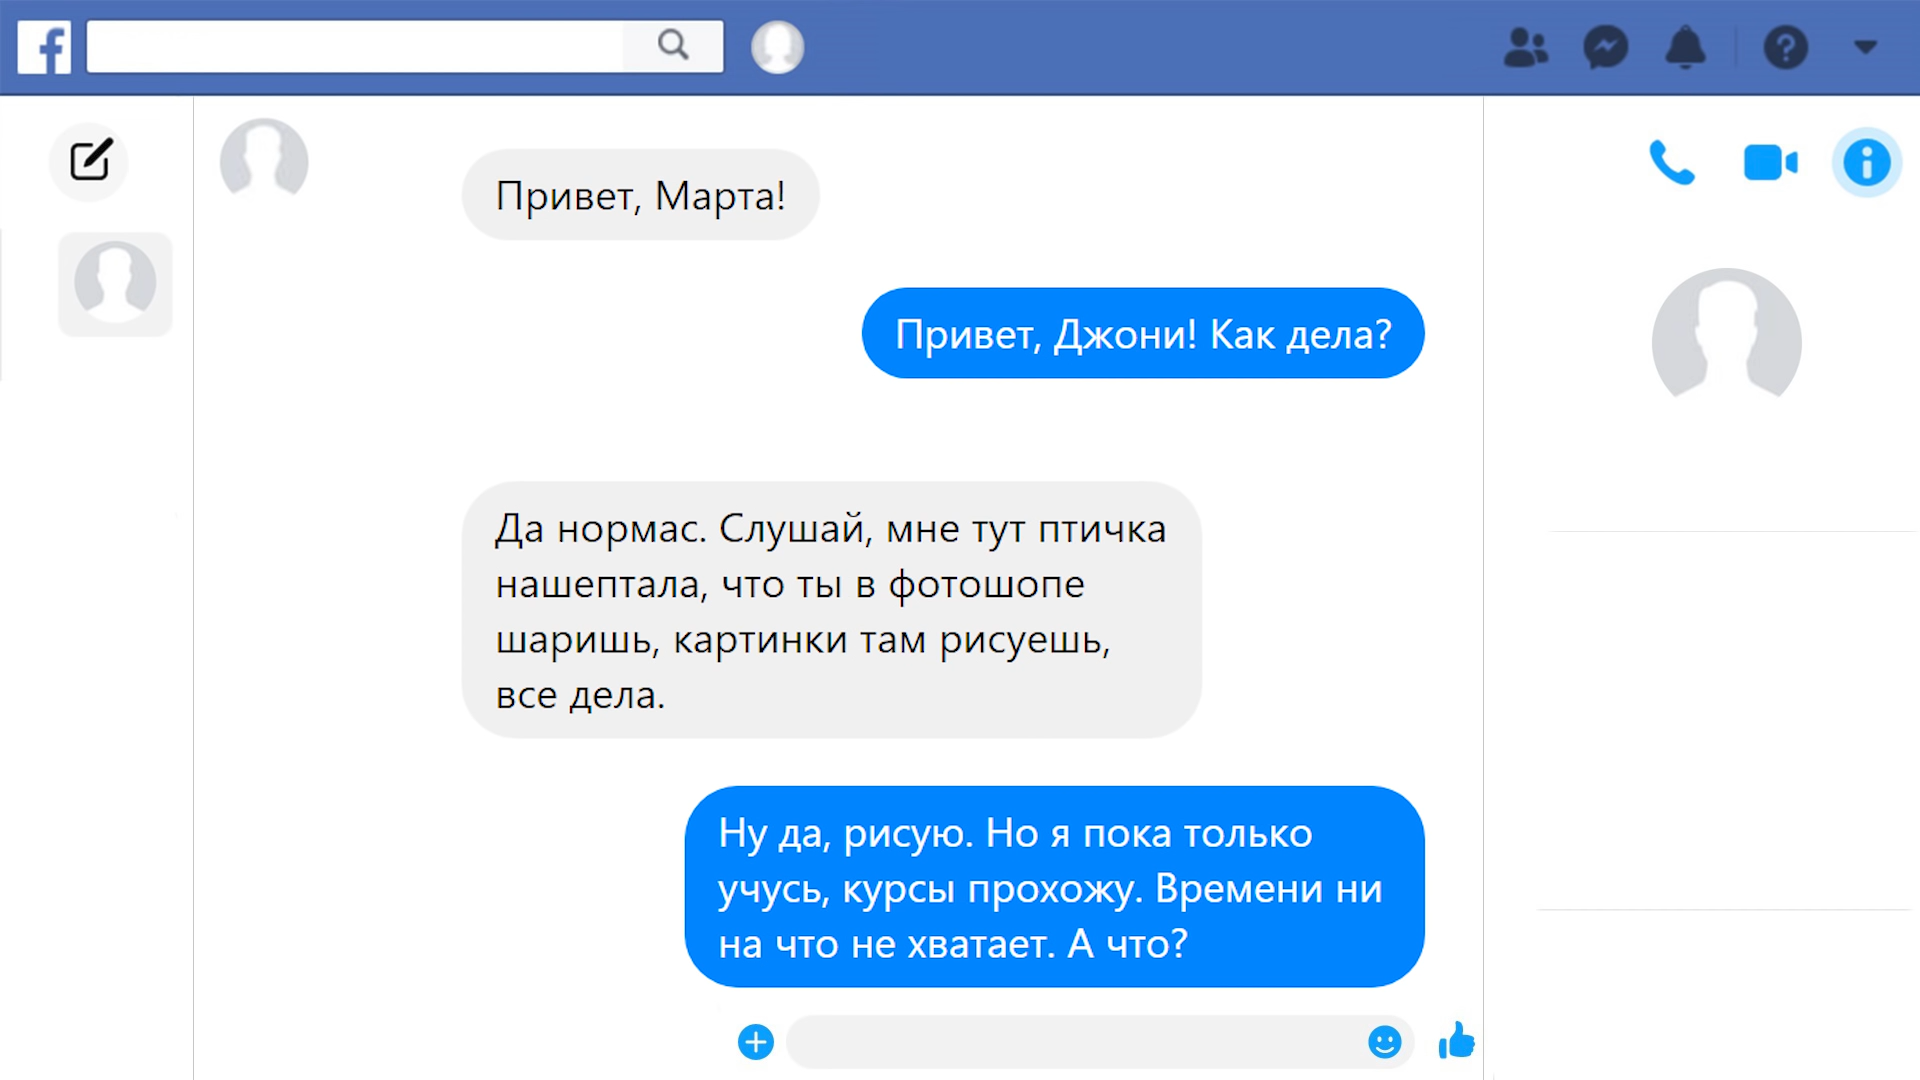 Привет, Марта!
Привет, Джони! Как дела?
Да нормас. Слушай, мне тут птичка
нашептала, что ты в фотошопе
шаришь, картинки там рисуешь,
все дела.
Ну да, рисую. Но я пока только
учусь, курсы прохожу. Времени ни
на что не хватает. А что?